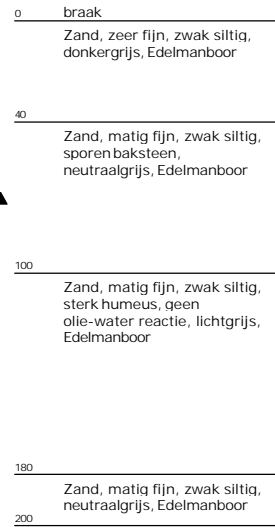 0 braak
Zand, zeer fijn, zwak siltig,
donkergrijs, Edelmanboor
40
Zand, matig fijn, zwak siltig,
sporen baksteen,
neutraalgrijs, Edelmanboor
100
Zand, matig fijn, zwak siltig,
sterk humeus, geen
olie-water reactie, lichtgrijs,
Edelmanboor
180
Zand, matig fijn, zwak siltig,
neutraalgrijs, Edelmanboor
200